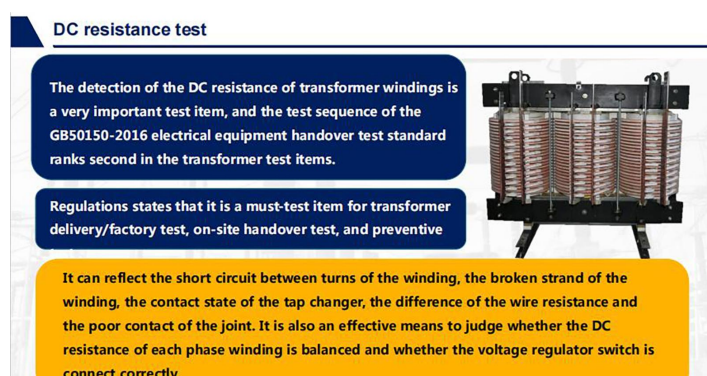 DC resistance test
The detection of the DC resistance of transformer windings is
a very important test item, and the test sequence of the
GB50150-2016 electrical equipment handover test standard
ranks second in the transformer test items.
Regulations states that it is a must-test item for transformer
delivery/factory test, on-site handover test, and preventive
It can reflect the short circuit between turns of the winding, the broken strand of the
winding, the contact state of the tap changer, the difference of the wire resistance and
the poor contact of the joint. It is also an effective means to judge whether the DC
resistance of each phase winding is balanced and whether the voltage regulator switch is
connect correctly.